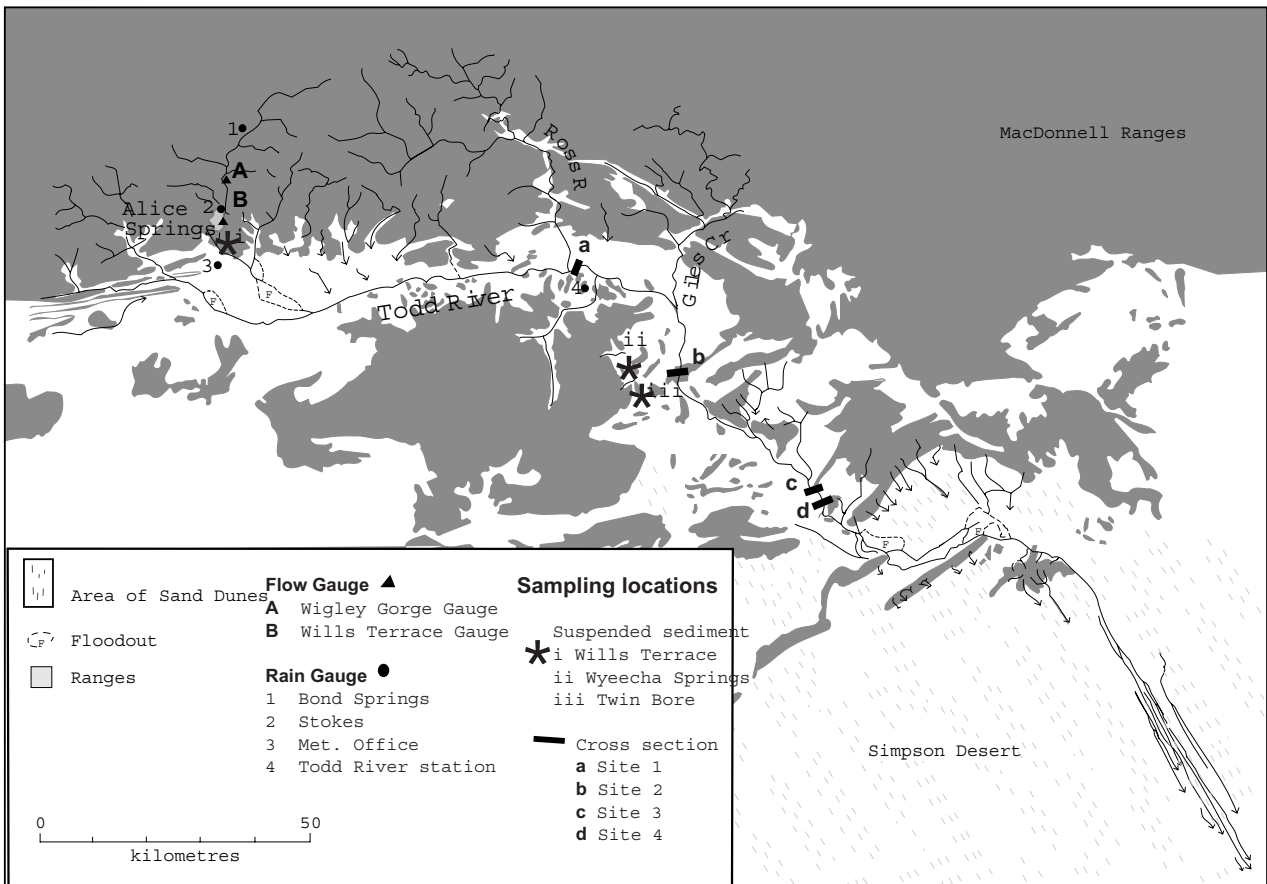 MacDonnell Ranges
Ross R
1
A
2 B
Alice
Springs
i
3
a
Giles Cr
4
F
F
Todd River
ii
b
iii
c
d
F
F
Area of Sand Dunes
F Floodout
Ranges
Flow Gauge
A Wigley Gorge Gauge
B Wills Terrace Gauge
Rain Gauge
1 Bond Springs
2 Stokes
3 Met. Office
4 Todd River station
Sampling locations
Suspended sediment
i Wills Terrace
ii Wyeecha Springs
iii Twin Bore
Cross section
a Site 1
b Site 2
c Site 3
d Site 4
0 50
kilometres
Simpson Desert